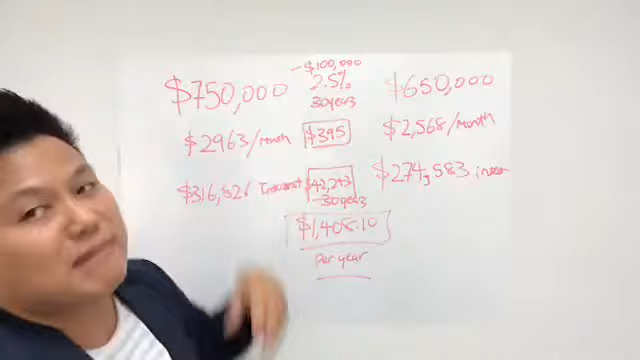 $750,000 -$100,000 $650,000
2.5%
30years
$2963/month $395 $2,568/Month
$316,826 Interest $42,243 $274,583 inter
30years
$1,408.10
Per year